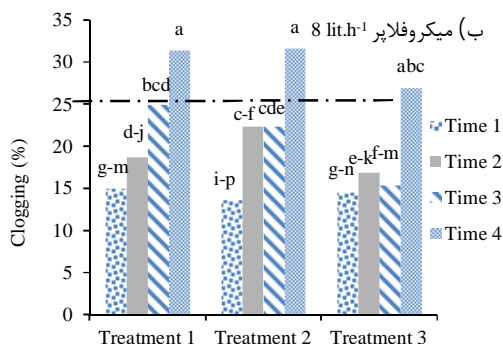 ب) میکروفلاپر 8 lit.h-1
Clogging (%)
35
30
25
20
15
10
5
0
g-m
d-j
bcd
a
i-p
c-f
cde
a
g-n
e-k
f-m
abc
Time 1
Time 2
Time 3
Time 4
Treatment 1
Treatment 2
Treatment 3